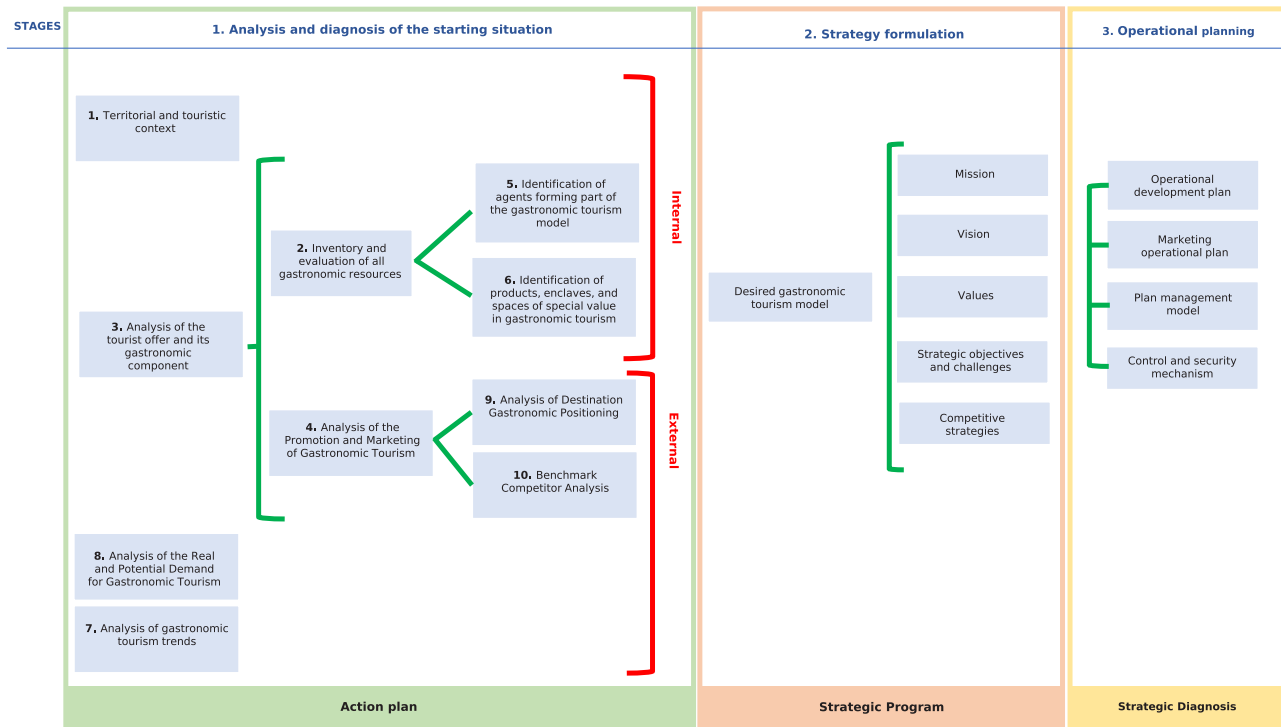 STAGES
1. Analysis and diagnosis of the starting situation
2. Strategy formulation
3. Operational planning
1. Territorial and touristic
context
3. Analysis of the
tourist offer and its
gastronomic
component
8. Analysis of the Real
and Potential Demand
for Gastronomic Tourism
7. Analysis of gastronomic
tourism trends
2. Inventory and
evaluation of all
gastronomic resources
4. Analysis of the
Promotion and Marketing
of Gastronomic Tourism
5. Identification of
agents forming part of
the gastronomic tourism
model
6. Identification of
products, enclaves, and
spaces of special value
in gastronomic tourism
9. Analysis of Destination
Gastronomic Positioning
10. Benchmark
Competitor Analysis
Internal
External
Desired gastronomic
tourism model
Mission
Vision
Values
Strategic objectives
and challenges
Competitive
strategies
Operational
development plan
Marketing
operational plan
Plan management
model
Control and security
mechanism
Action plan
Strategic Program
Strategic Diagnosis